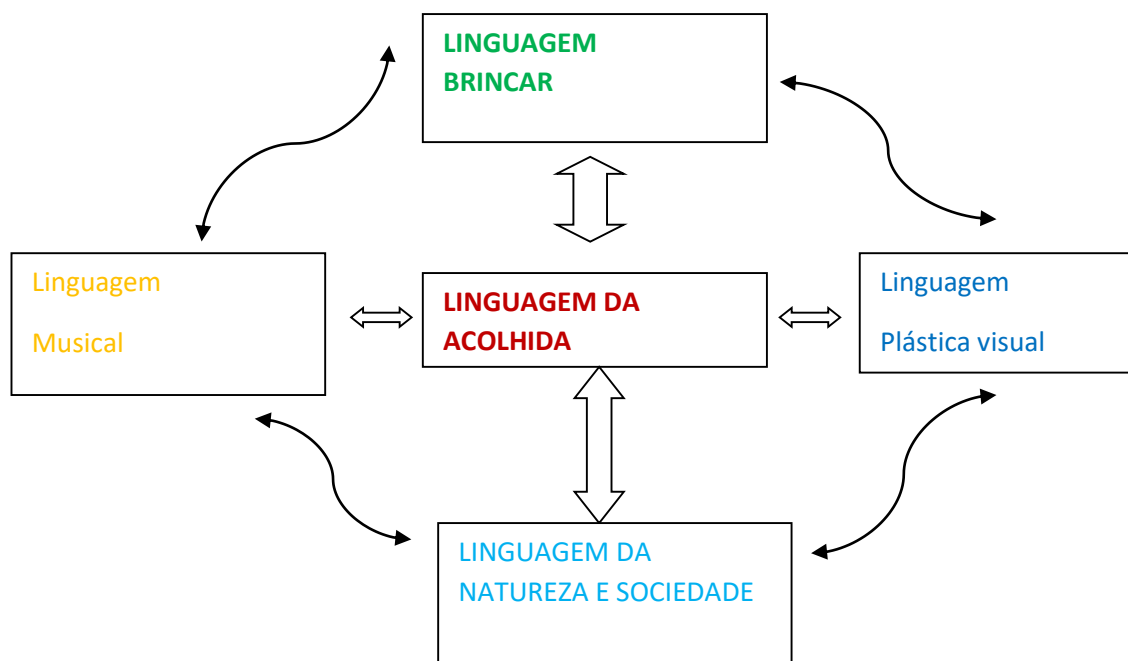 LINGUAGEM
BRINCAR
Linguagem
Musical
LINGUAGEM DA
ACOLHIDA
Linguagem
Plástica visual
LINGUAGEM DA
NATUREZA E SOCIEDADE